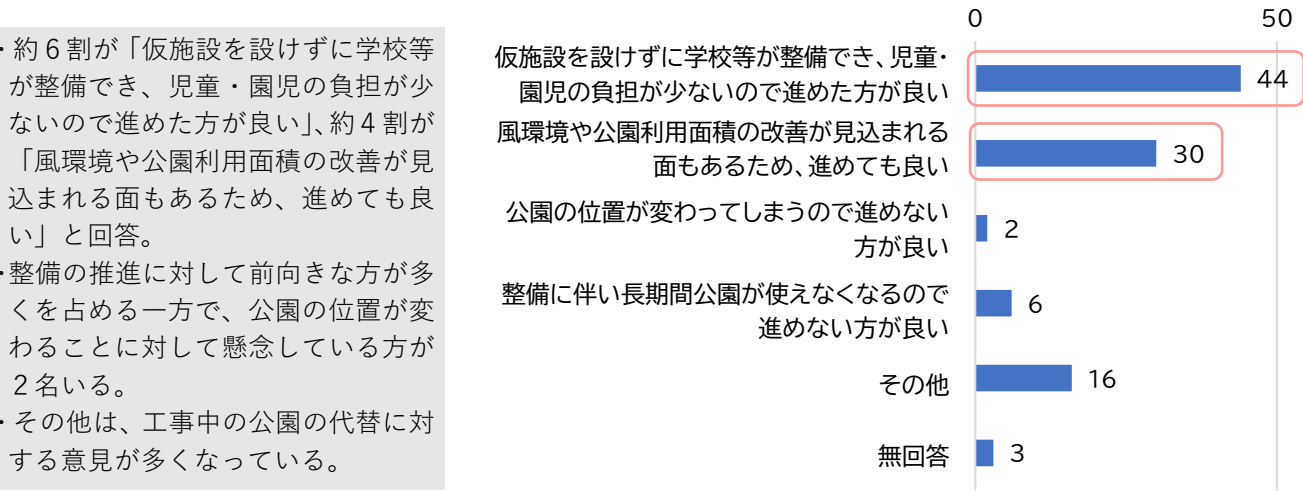 ・約６割が「仮施設を設けずに学校等
が整備でき、児童・園児の負担が少
ないので進めた方が良い」、約４割が
「風環境や公園利用面積の改善が見
込まれる面もあるため、進めても良
い」と回答。
・整備の推進に対して前向きな方が多
くを占める一方で、公園の位置が変
わることに対して懸念している方が
２名いる。
・その他は、工事中の公園の代替に対
する意見が多くなっている。
0 50
仮施設を設けずに学校等が整備でき、児童・
園児の負担が少ないので進めた方が良い
44
風環境や公園利用面積の改善が見込まれる
面もあるため、進めても良い
30
公園の位置が変わってしまうので進めない
方が良い
2
整備に伴い長期間公園が使えなくなるので
進めない方が良い
6
その他
16
無回答
3